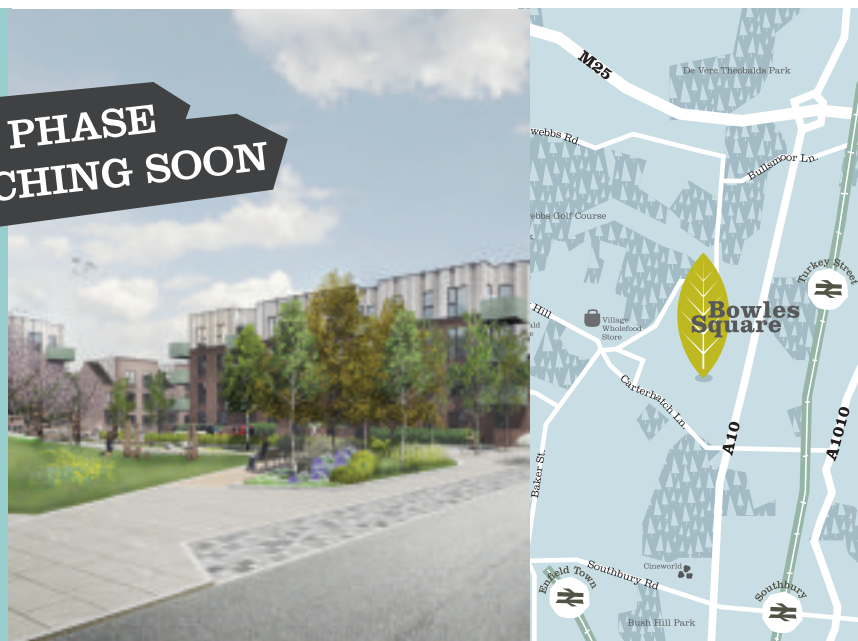 PHASE
CHING SOON
M25
De Vere Theobalds Park
webbs Rd.
Bullsmoor Ln.
ebbs Golf Course
Turkey Street
Bowles
Square
Hill
Village
Wholefood
Store
ald
e
Carterhatch Ln.
A10
A1010
Baker St.
Cineworld
Southbury Rd
Enfield Town
Southbury
Bush Hill Park